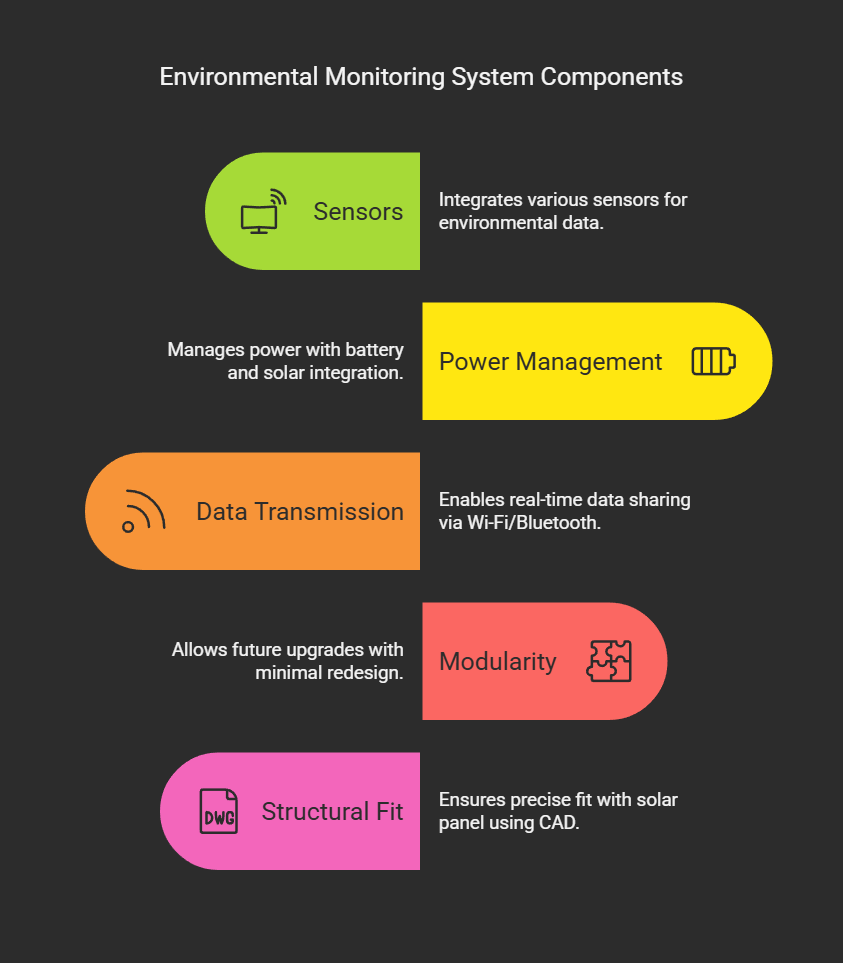 Environmental Monitoring System Components
Sensors
Integrates various sensors for
environmental data.
Manages power with battery
and solar integration.
Power Management
Data Transmission
Enables real-time data sharing
via Wi-Fi/Bluetooth.
Allows future upgrades with
minimal redesign.
Modularity
DWG
Structural Fit
Ensures precise fit with solar
panel using CAD.